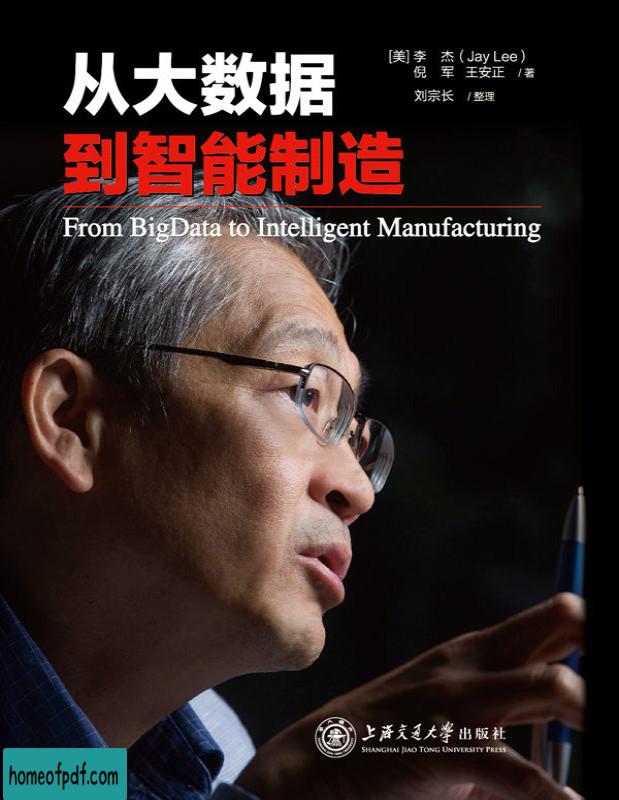 从大数据
到智能制造
[美] 李 杰（Jay Lee）
倪 军 王安正 / 著
刘宗长 / 整理
From BigData to Intelligent Manufacturing
上海交通大学出版社
SHANGHAI JIAO TONG UNIVERSITY PRESS
homeofpdf.com